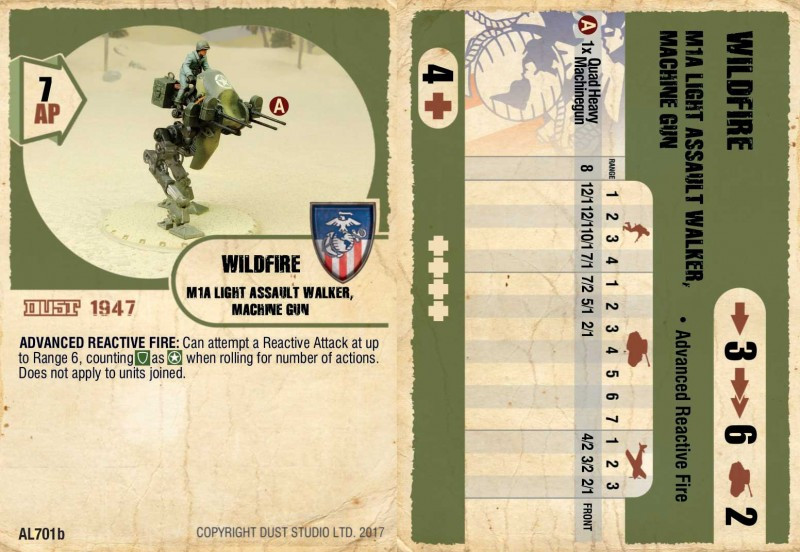 7
AP
A
WILDFIRE
M1A LIGHT ASSAULT WALKER,
MACHINE GUN
DUST 1947
ADVANCED REACTIVE FIRE: Can attempt a Reactive Attack at up
to Range 6, counting as when rolling for number of actions.
Does not apply to units joined.
AL701b
COPYRIGHT DUST STUDIO LTD. 2017
4
WILDFIRE
M1A LIGHT ASSAULT WALKER,
MACHINE GUN
• Advanced Reactive Fire
3 6 2
RANGE 1 2 3 4 1 2 3 4 5 6 7 1 2 3
A 1x Quad Heavy
Machinegun
8 12/1 12/1 10/1 7/1 7/2 5/1 2/1 4/2 3/2 2/1 FRONT